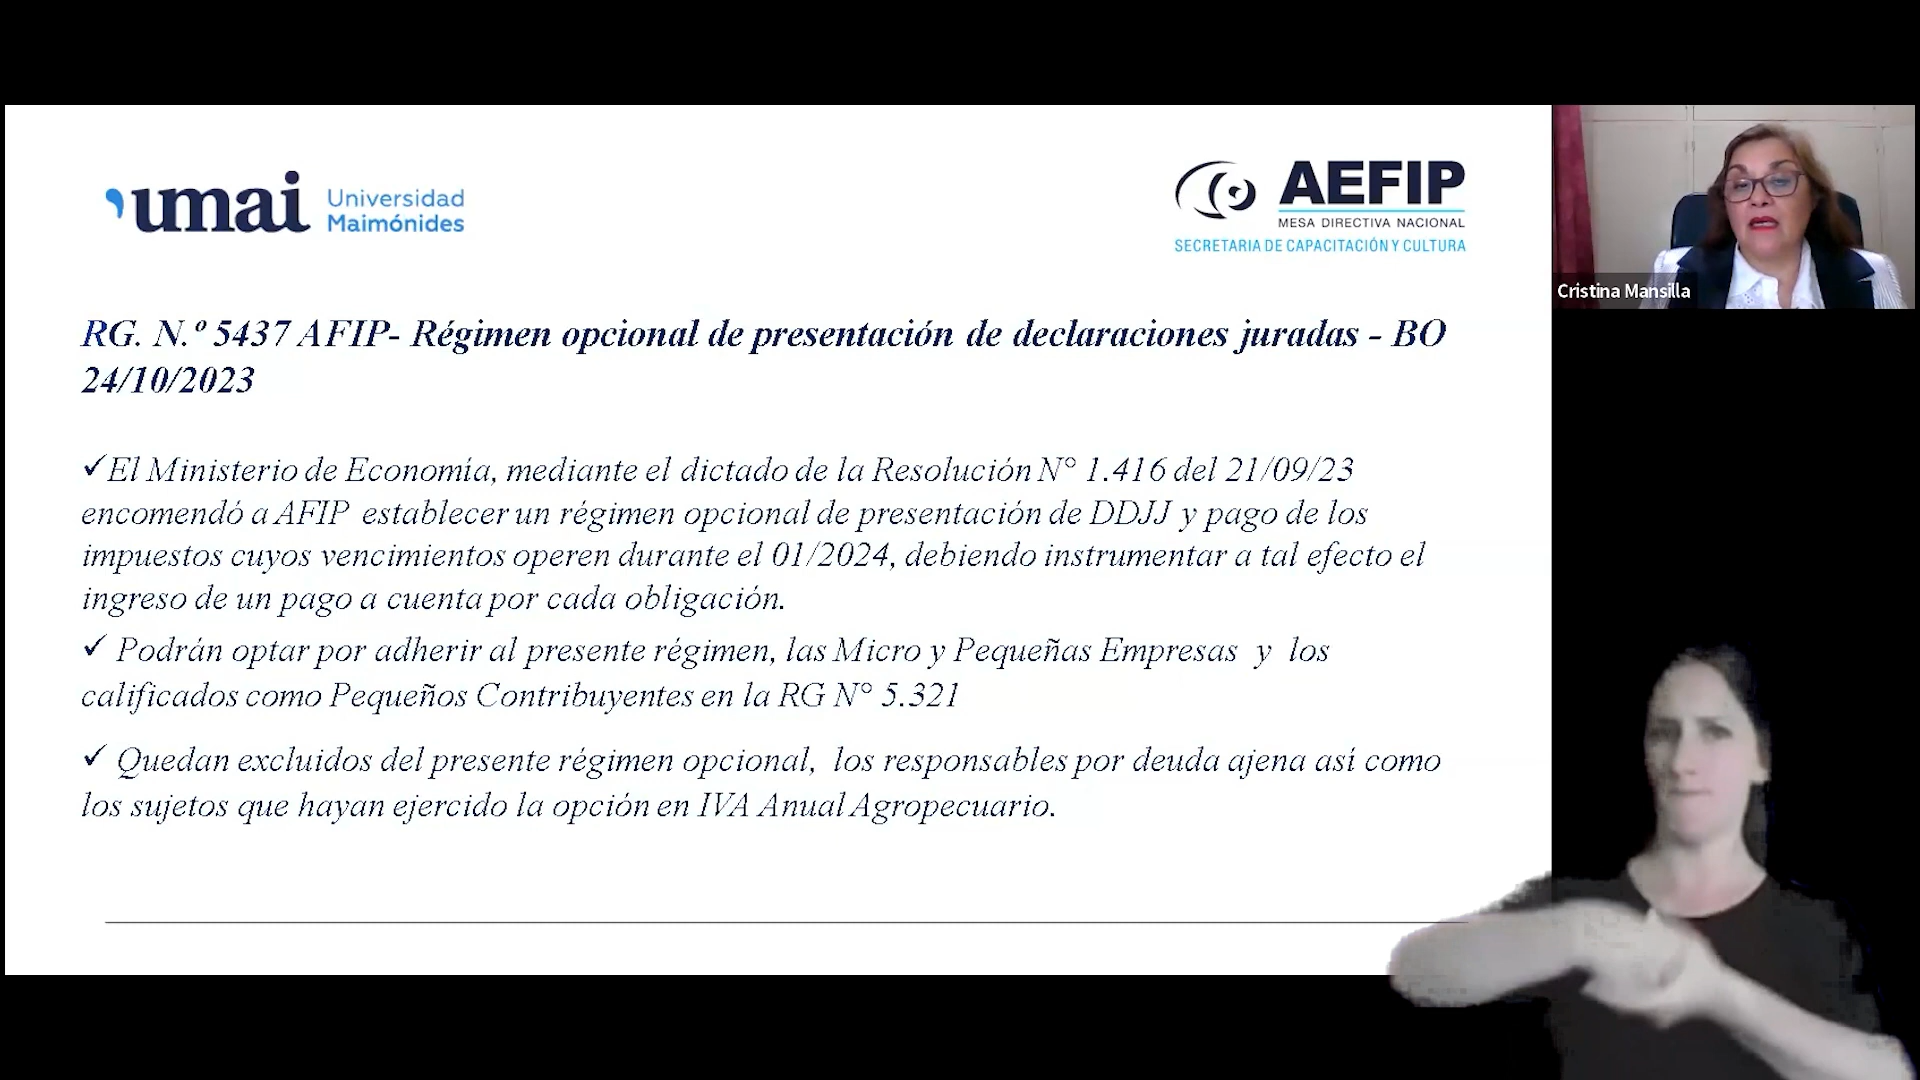 umai Universidad Maimónides
AEFIP
MESA DIRECTIVA NACIONAL
SECRETARIA DE CAPACITACIÓN Y CULTURA
Cristina Mansilla
RG. N.º 5437 AFIP- Régimen opcional de presentación de declaraciones juradas - BO
24/10/2023
✓El Ministerio de Economía, mediante el dictado de la Resolución N° 1.416 del 21/09/23
encomendó a AFIP establecer un régimen opcional de presentación de DDJJ y pago de los
impuestos cuyos vencimientos operen durante el 01/2024, debiendo instrumentar a tal efecto el
ingreso de un pago a cuenta por cada obligación.
✓ Podrán optar por adherir al presente régimen, las Micro y Pequeñas Empresas y los
calificados como Pequeños Contribuyentes en la RG N° 5.321
✓ Quedan excluidos del presente régimen opcional, los responsables por deuda ajena así como
los sujetos que hayan ejercido la opción en IVA Anual Agropecuario.